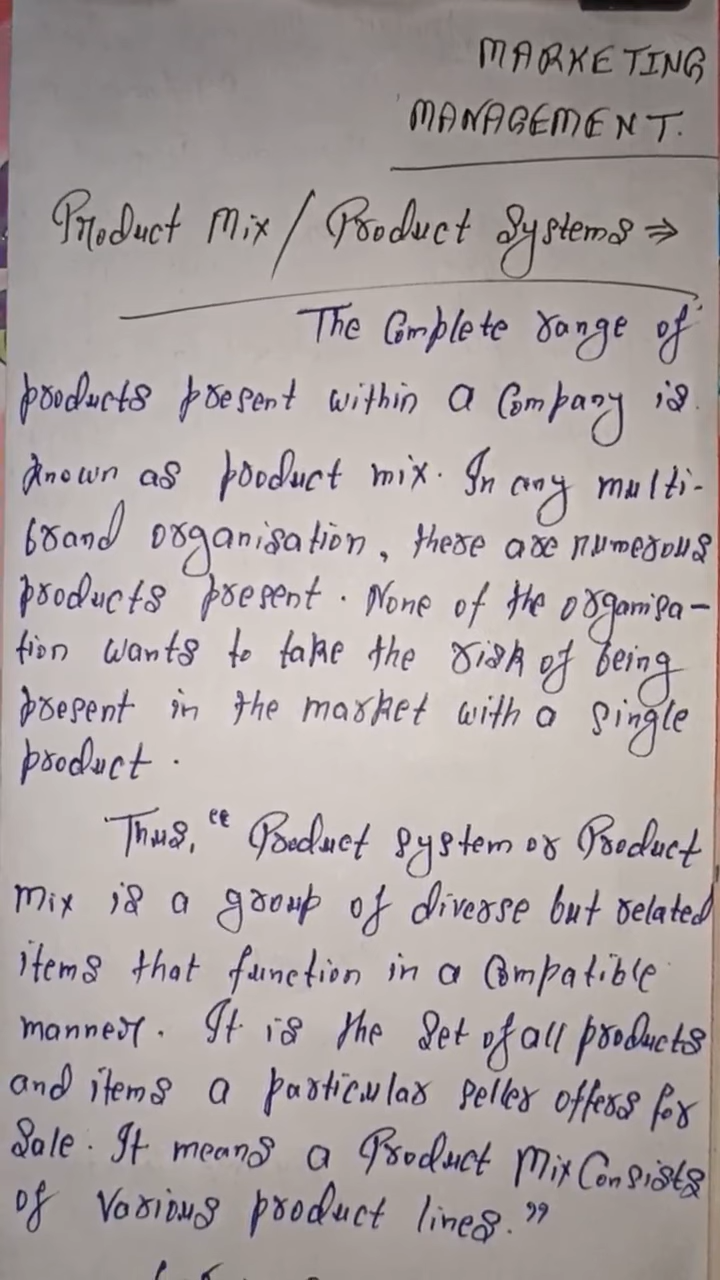 MARKETING
MANAGEMENT.
Product Mix / Product Systems ⇒
The Complete range of
products present within a Company is.
known as product mix. In any multi-
brand organisation, there are numerous
products present. None of the organisa-
tion wants to take the risk of being
present in the market with a single
product.
Thus, "Product system or Product
mix is a group of diverse but related
items that function in a Compatible
manner. It is the set of all products
and items a particular seller offers for
Sale. It means a Product Mix Consists
of Various product lines."